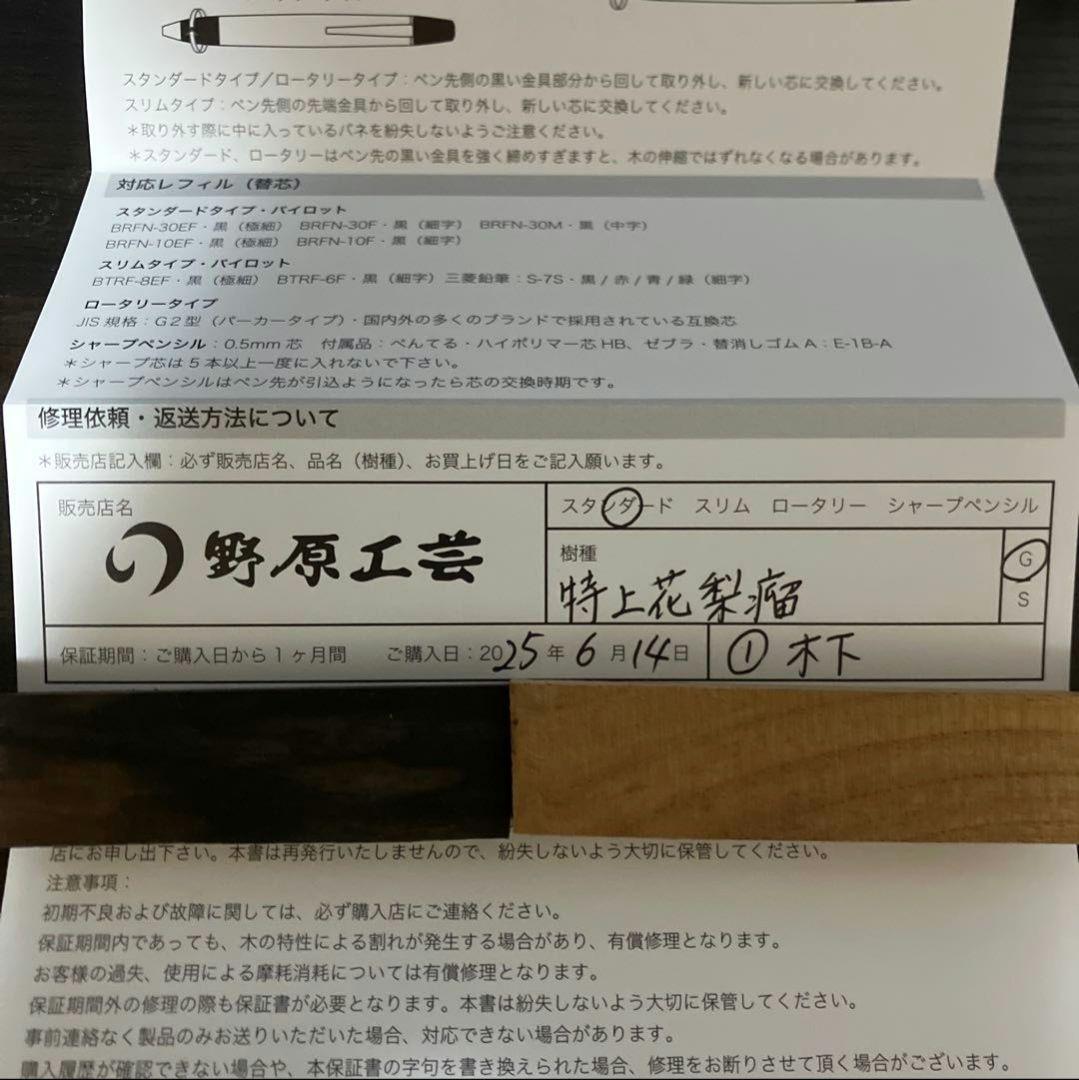 スタンダードタイプ/ロータリータイプ:ペン先側の黒い金具部分から回して取り外し、新しい芯に交換してください。
スリムタイプ:ペン先側の先端金具から回して取り外し、新しい芯に交換してください。
*取り外す際に中に入っているバネを紛失しないようご注意ください。
*スタンダード、ロータリーはペン先の黒い金具を強く締めすぎますと、木の伸縮ではずれなくなる場合があります。
対応レフィル(替芯)
スタンダードタイプ・パイロット
BRFN-30EF・黒(極細) BRFN-30F・黒(細字) BRFN-30M・黒(中字)
BRFN-10EF・黒(極細) BRFN-10F・黒(細字)
スリムタイプ・パイロット
BTRF-8EF・黒(極細) BTRF-6F・黒(細字)三菱鉛筆:S-7S・黒/赤/青/緑(細字)
ロータリータイプ
JIS規格:G2型(パーカータイプ)・国内外の多くのブランドで採用されている互換芯
シャープペンシル:0.5mm芯 付属品:ぺんてる・ハイポリマー芯HB、ゼブラ・替消しゴムA:E-1B-A
*シャープ芯は5本以上一度に入れないで下さい。
*シャープペンシルはペン先が引込ようになったら芯の交換時期です。
修理依頼・返送方法について
*販売店記入欄:必ず販売店名、品名(樹種)、お買上げ日をご記入願います。
販売店名
野原工芸
スタンダード スリム ロータリー シャープペンシル
樹種
特上花梨瘤
G
S
保証期間:ご購入日から1ヶ月間 ご購入日:2025年6月14日
①木下
店にお申し出下さい。本書は再発行いたしませんので、紛失しないよう大切に保管してください。
注意事項:
初期不良および故障に関しては、必ず購入店にご連絡ください。
保証期間内であっても、木の特性による割れが発生する場合があり、有償修理となります。
お客様の過失、使用による摩耗消耗については有償修理となります。
保証期間外の修理の際も保証書が必要となります。本書は紛失しないよう大切に保管してください。
事前連絡なく製品のみお送りいただいた場合、対応できない場合があります。
購入履歴が確認できない場合や、本保証書の字句を書き換えられた場合、修理をお断りさせて頂く場合がございます。